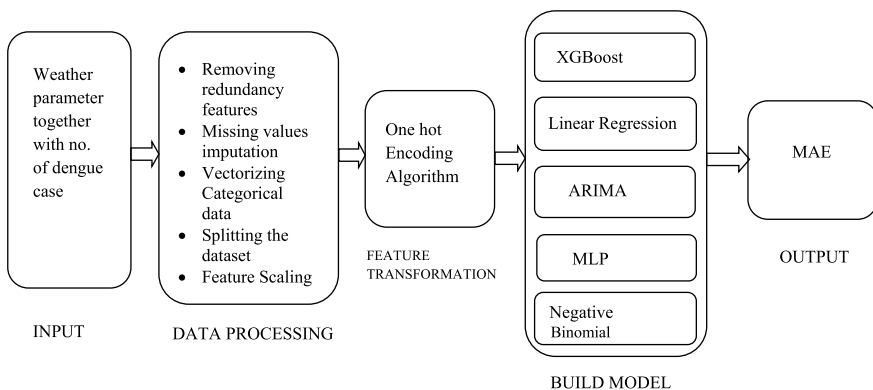 Weather
parameter
together
with no.
of dengue
case
INPUT
• Removing
redundancy
features
• Missing values
imputation
• Vectorizing
Categorical
data
• Splitting the
dataset
• Feature Scaling
DATA PROCESSING
One hot
Encoding
Algorithm
FEATURE
TRANSFORMATION
XGBoost
Linear Regression
ARIMA
MLP
Negative
Binomial
BUILD MODEL
MAE
OUTPUT